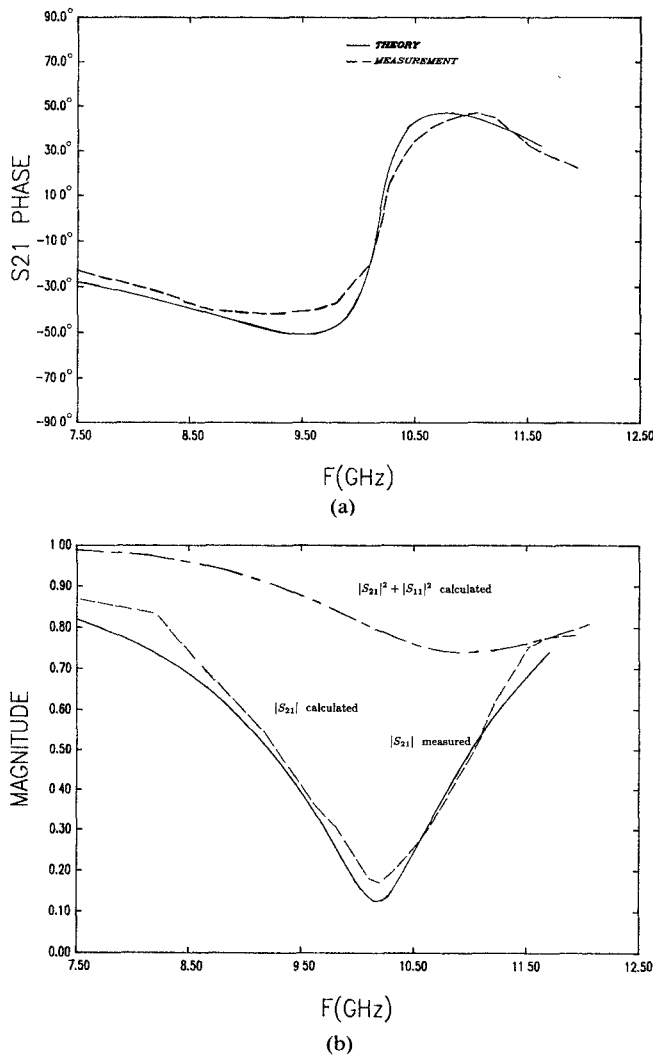 90.0°
THEORY
MEASUREMENT
50.0°
10.0°
-10.0°
-30.0°
-50.0°
-70.0°
-90.0°
S21 PHASE
7.50 8.50 9.50 10.50 11.50 12.50
F(GHz)
(a)
1 00
0.90
0.80
0.70
0.60
0.50
0.40
0.30
0.20
0.10
0.00
MAGNITUDE
|S21|² + |S11|² calculated
|S21| calculated
|S21| measured
7.50 8.50 9.50 10.50 11.50 12.50
F(GHz)
(b)